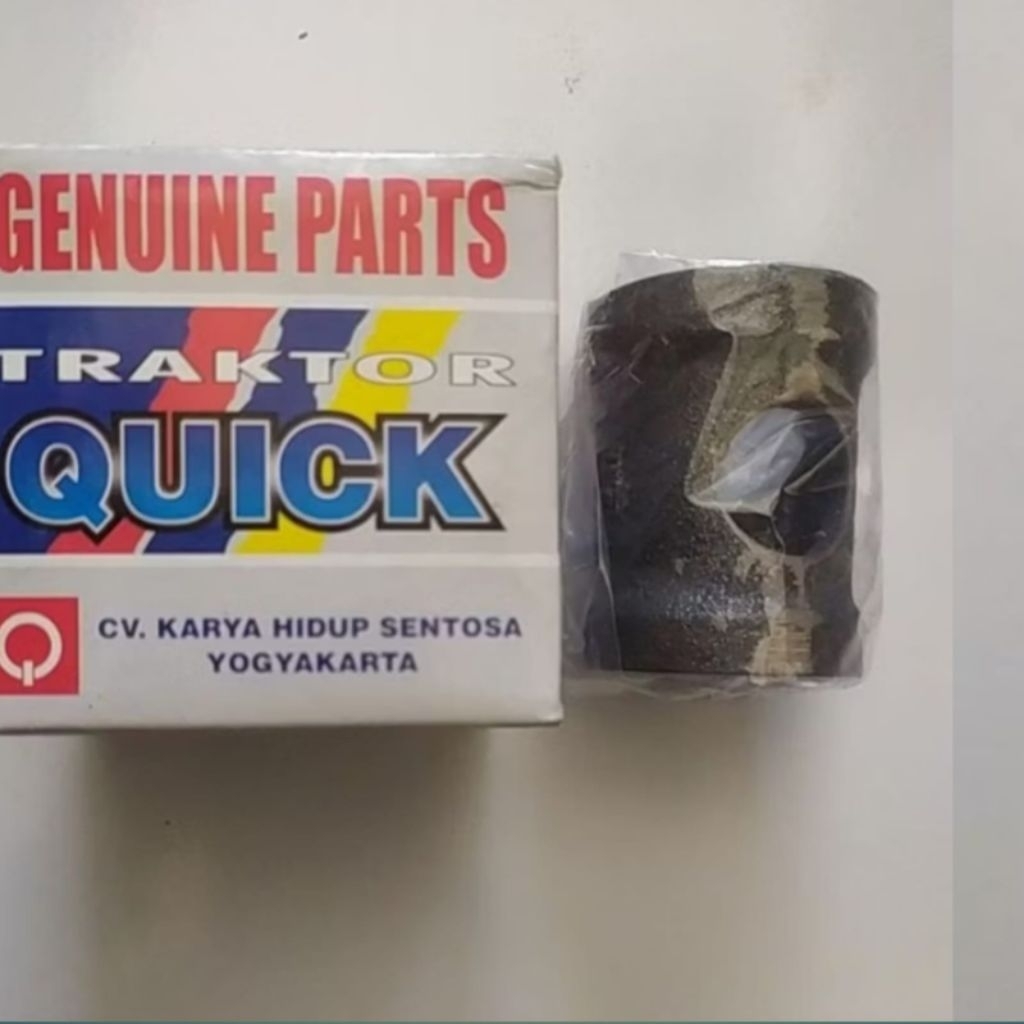 GENUINE PARTS
TRAKTOR
QUICK
CV. KARYA HIDUP SENTOSA
YOGYAKARTA